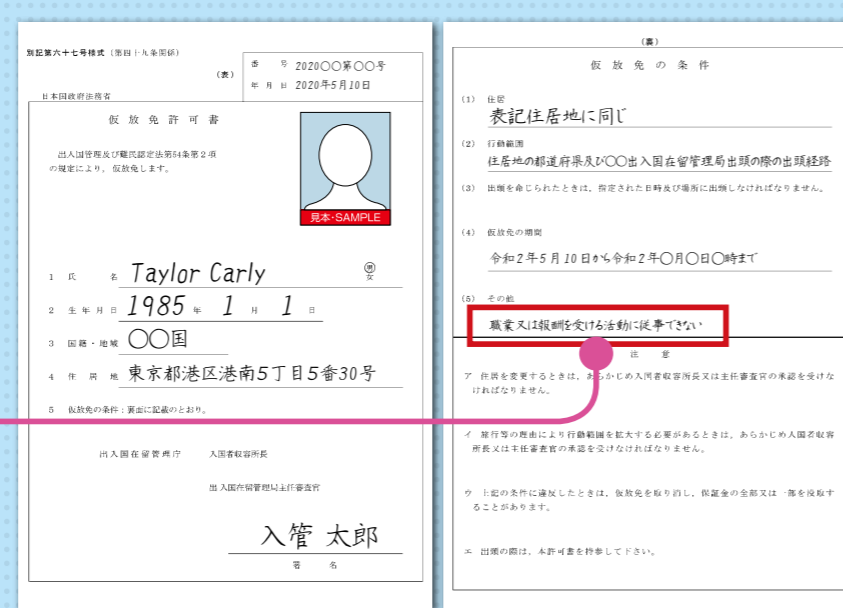 別記第六十七号様式（第四十九条関係）
（表）
番号 2020〇〇第〇〇号
年月日 2020年5月10日
日本国政府法務省
仮放免許可書
出入国管理及び難民認定法第54条第2項
の規定により、仮放免します。
見本・SAMPLE
1 氏名 Taylor Carly 男 女
2 生年月日 1985年 1月 1日
3 国籍・地域 〇〇国
4 住居地 東京都港区港南5丁目5番30号
5 仮放免の条件：裏面に記載のとおり。
出入国在留管理庁 入国者収容所長
出入国在留管理局主任審査官
入管 太郎
署名
（裏）
仮放免の条件
(1) 住居
表記住居地に同じ
(2) 行動範囲
住居地の都道府県及び〇〇出入国在留管理局出頭の際の出頭経路
(3) 出頭を命じられたときは、指定された日時及び場所に出頭しなければなりません。
(4) 仮放免の期間
令和2年5月10日から令和2年〇月〇日〇時まで
(5) その他
職業又は報酬を受ける活動に従事できない
注意
ア 住居を変更するときは、あらかじめ入国者収容所長又は主任審査官の承認を受けな
ければなりません。
イ 旅行等の理由により行動範囲を拡大する必要があるときは、あらかじめ入国者収容
所長又は主任審査官の承認を受けなければなりません。
ウ 上記の条件に違反したときは、仮放免を取り消し、保証金の全部又は一部を没取す
ることがあります。
エ 出頭の際は、本許可書を持参して下さい。